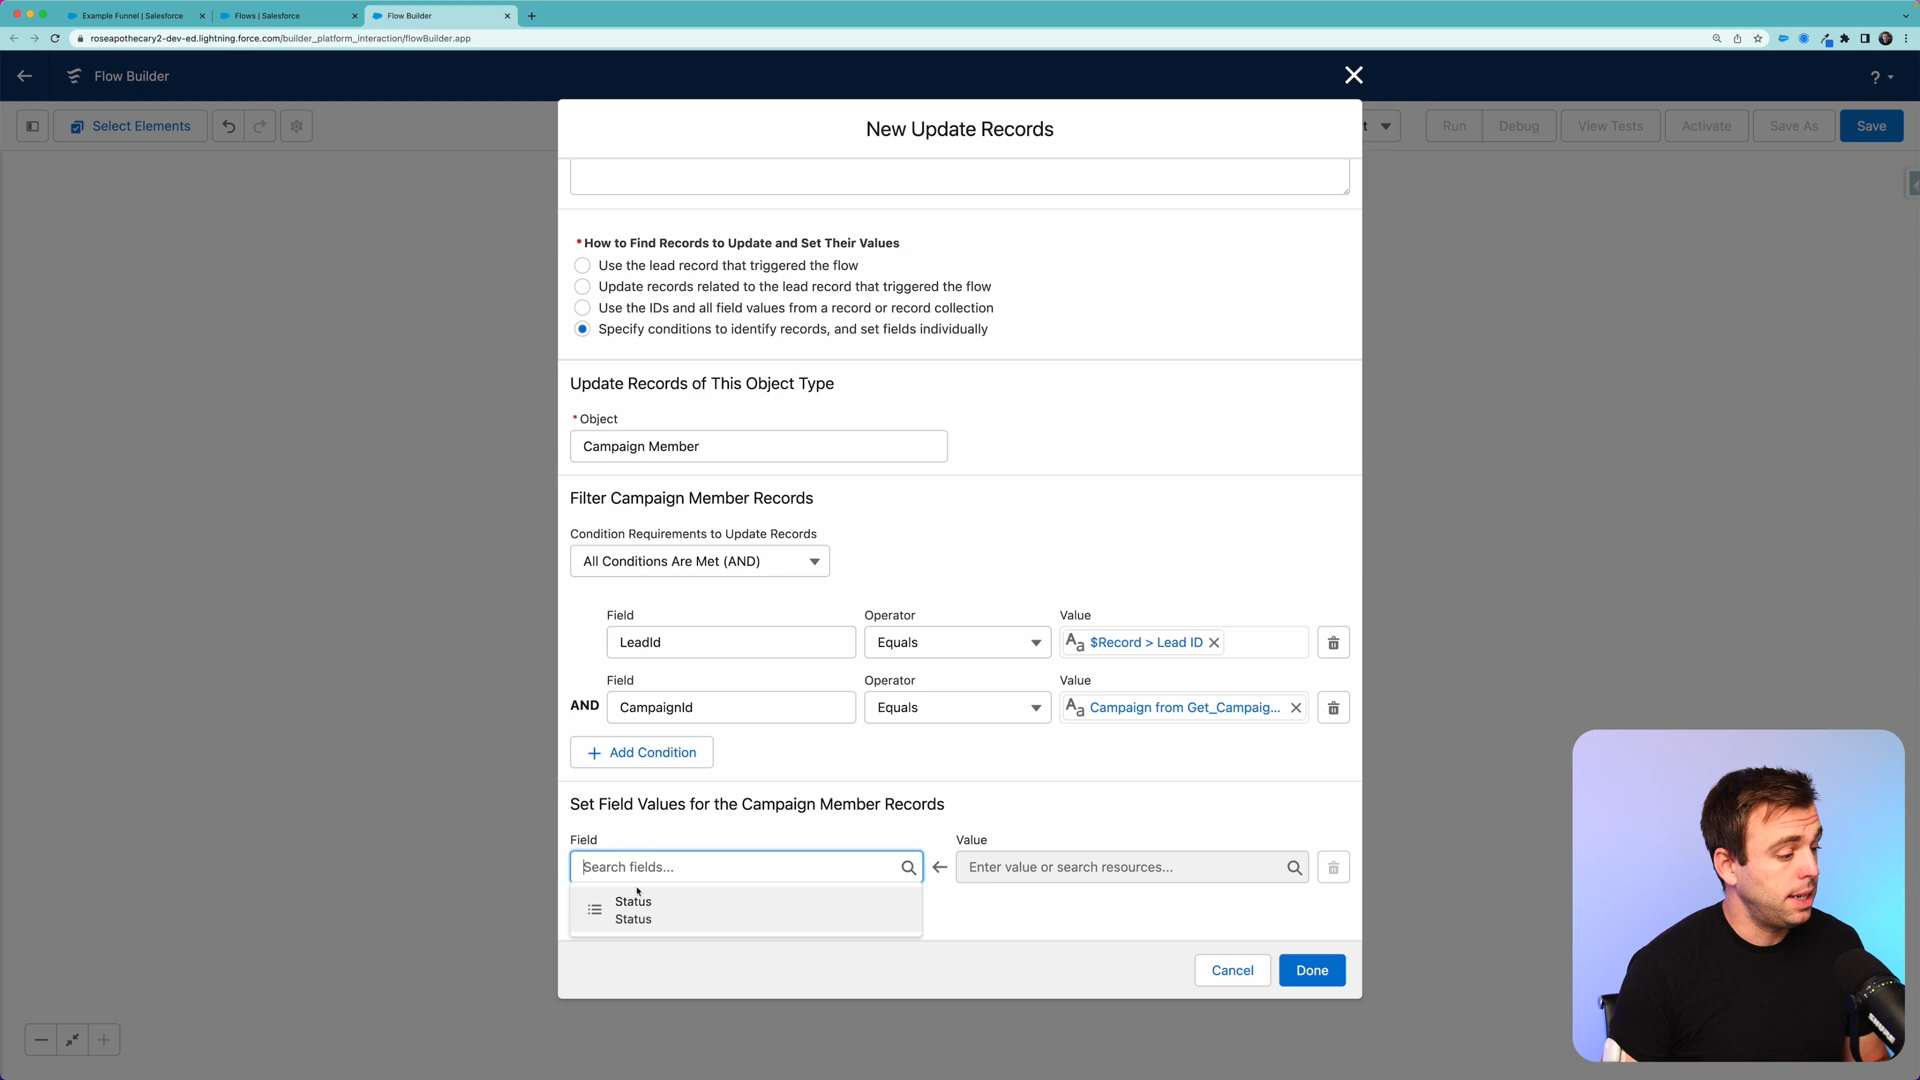 Example Funnel | Salesforce
Flows | Salesforce
Flow Builder
roseapothecary2-dev-ed.lightning.force.com/builder_platform_interaction/flowBuilder.app
Flow Builder
?
Select Elements
t
Run
Debug
View Tests
Activate
Save As
Save
New Update Records
* How to Find Records to Update and Set Their Values
Use the lead record that triggered the flow
Update records related to the lead record that triggered the flow
Use the IDs and all field values from a record or record collection
Specify conditions to identify records, and set fields individually
Update Records of This Object Type
* Object
Campaign Member
Filter Campaign Member Records
Condition Requirements to Update Records
All Conditions Are Met (AND)
Field Operator Value
LeadId Equals Aa $Record > Lead ID
Field Operator Value
AND CampaignId Equals Aa Campaign from Get_Campaig...
+ Add Condition
Set Field Values for the Campaign Member Records
Field Value
Search fields... Enter value or search resources...
Status
Status
Cancel Done